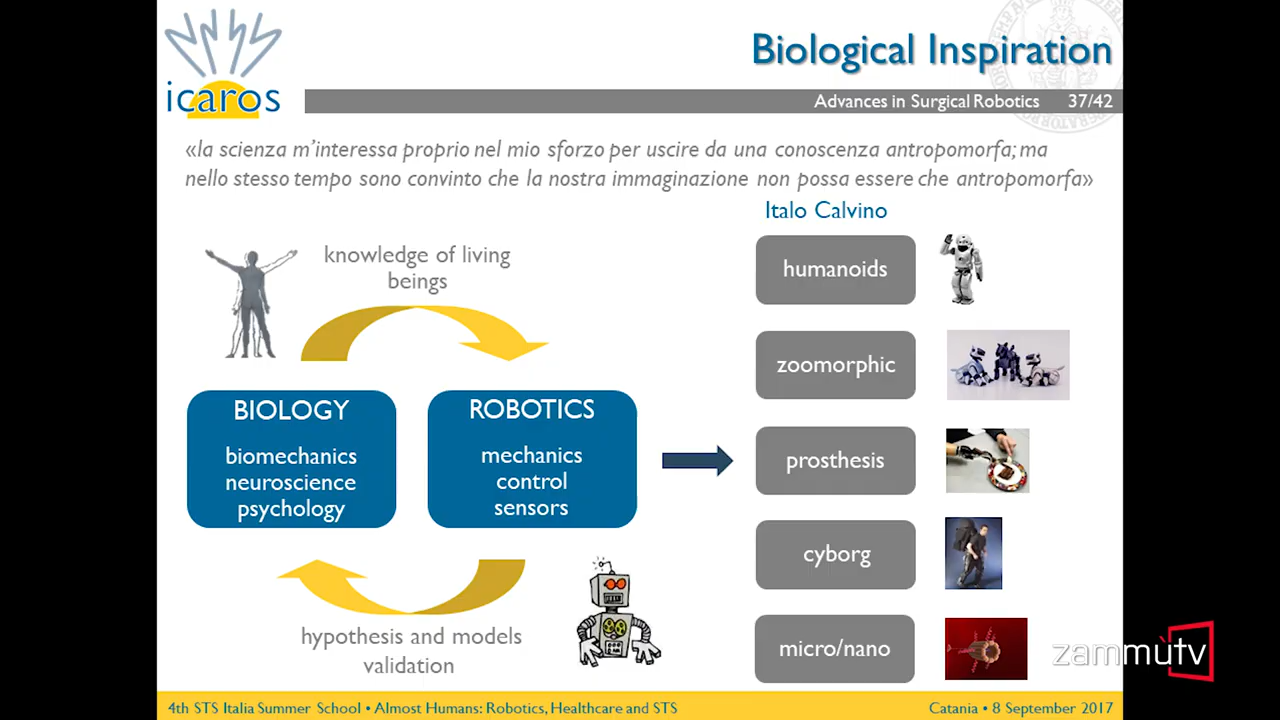 icaros
Biological Inspiration
Advances in Surgical Robotics 37/42
«la scienza m'interessa proprio nel mio sforzo per uscire da una conoscenza antropomorfa; ma
nello stesso tempo sono convinto che la nostra immaginazione non possa essere che antropomorfa»
Italo Calvino
knowledge of living
beings
BIOLOGY
biomechanics
neuroscience
psychology
ROBOTICS
mechanics
control
sensors
hypothesis and models
validation
humanoids
zoomorphic
prosthesis
cyborg
micro/nano
zammùtv
4th STS Italia Summer School • Almost Humans: Robotics, Healthcare and STS
Catania • 8 September 2017